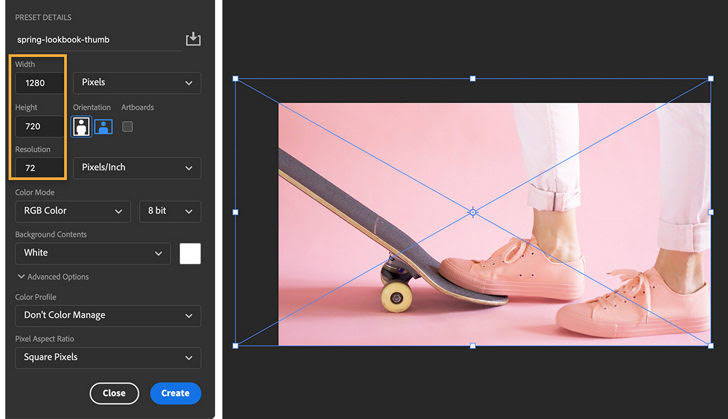 PRESET DETAILS
spring-lookbook-thumb
Width
1280 Pixels
Height Orientation Artboards
720
Resolution
72 Pixels/Inch
Color Mode
RGB Color 8 bit
Background Contents
White
Advanced Options
Color Profile
Don't Color Manage
Pixel Aspect Ratio
Square Pixels
Close Create